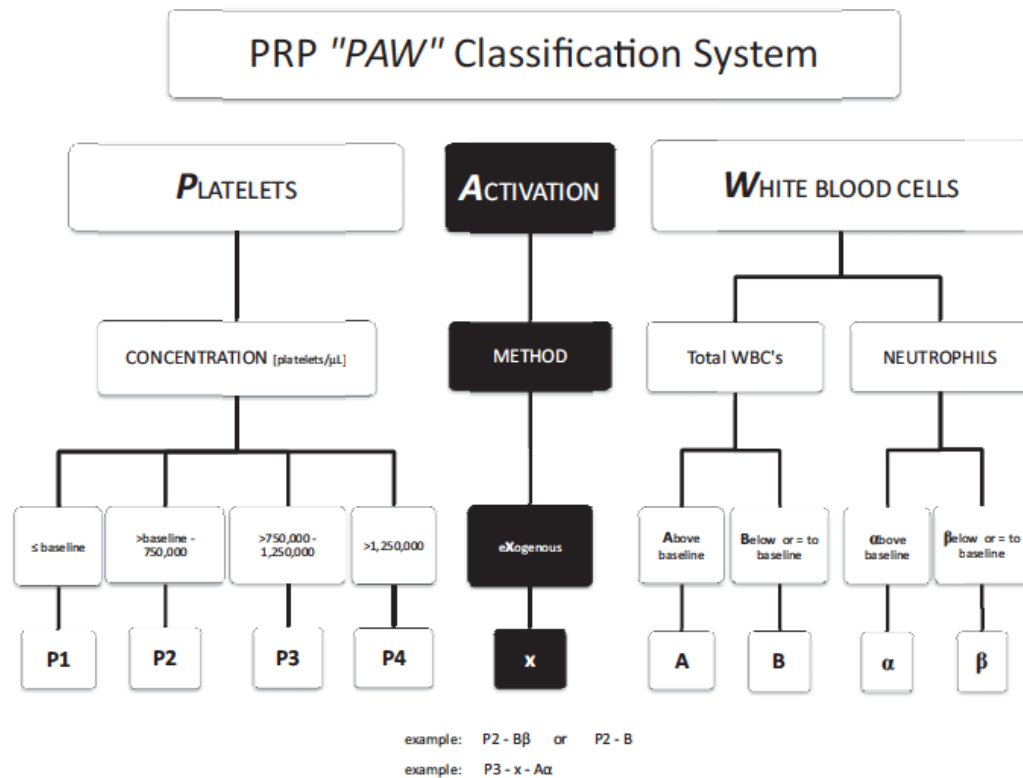 PRP "PAW" Classification System
PLATELETS
ACTIVATION
WHITE BLOOD CELLS
CONCENTRATION [platelets/µL]
METHOD
Total WBC's
NEUTROPHILS
≤ baseline
>baseline -
750,000
>750,000 -
1,250,000
>1,250,000
eXogenous
Above
baseline
Below or = to
baseline
αbove
baseline
βelow or = to
baseline
P1
P2
P3
P4
x
A
B
α
β
example: P2 - Bβ or P2 - B
example: P3 - x - Aα